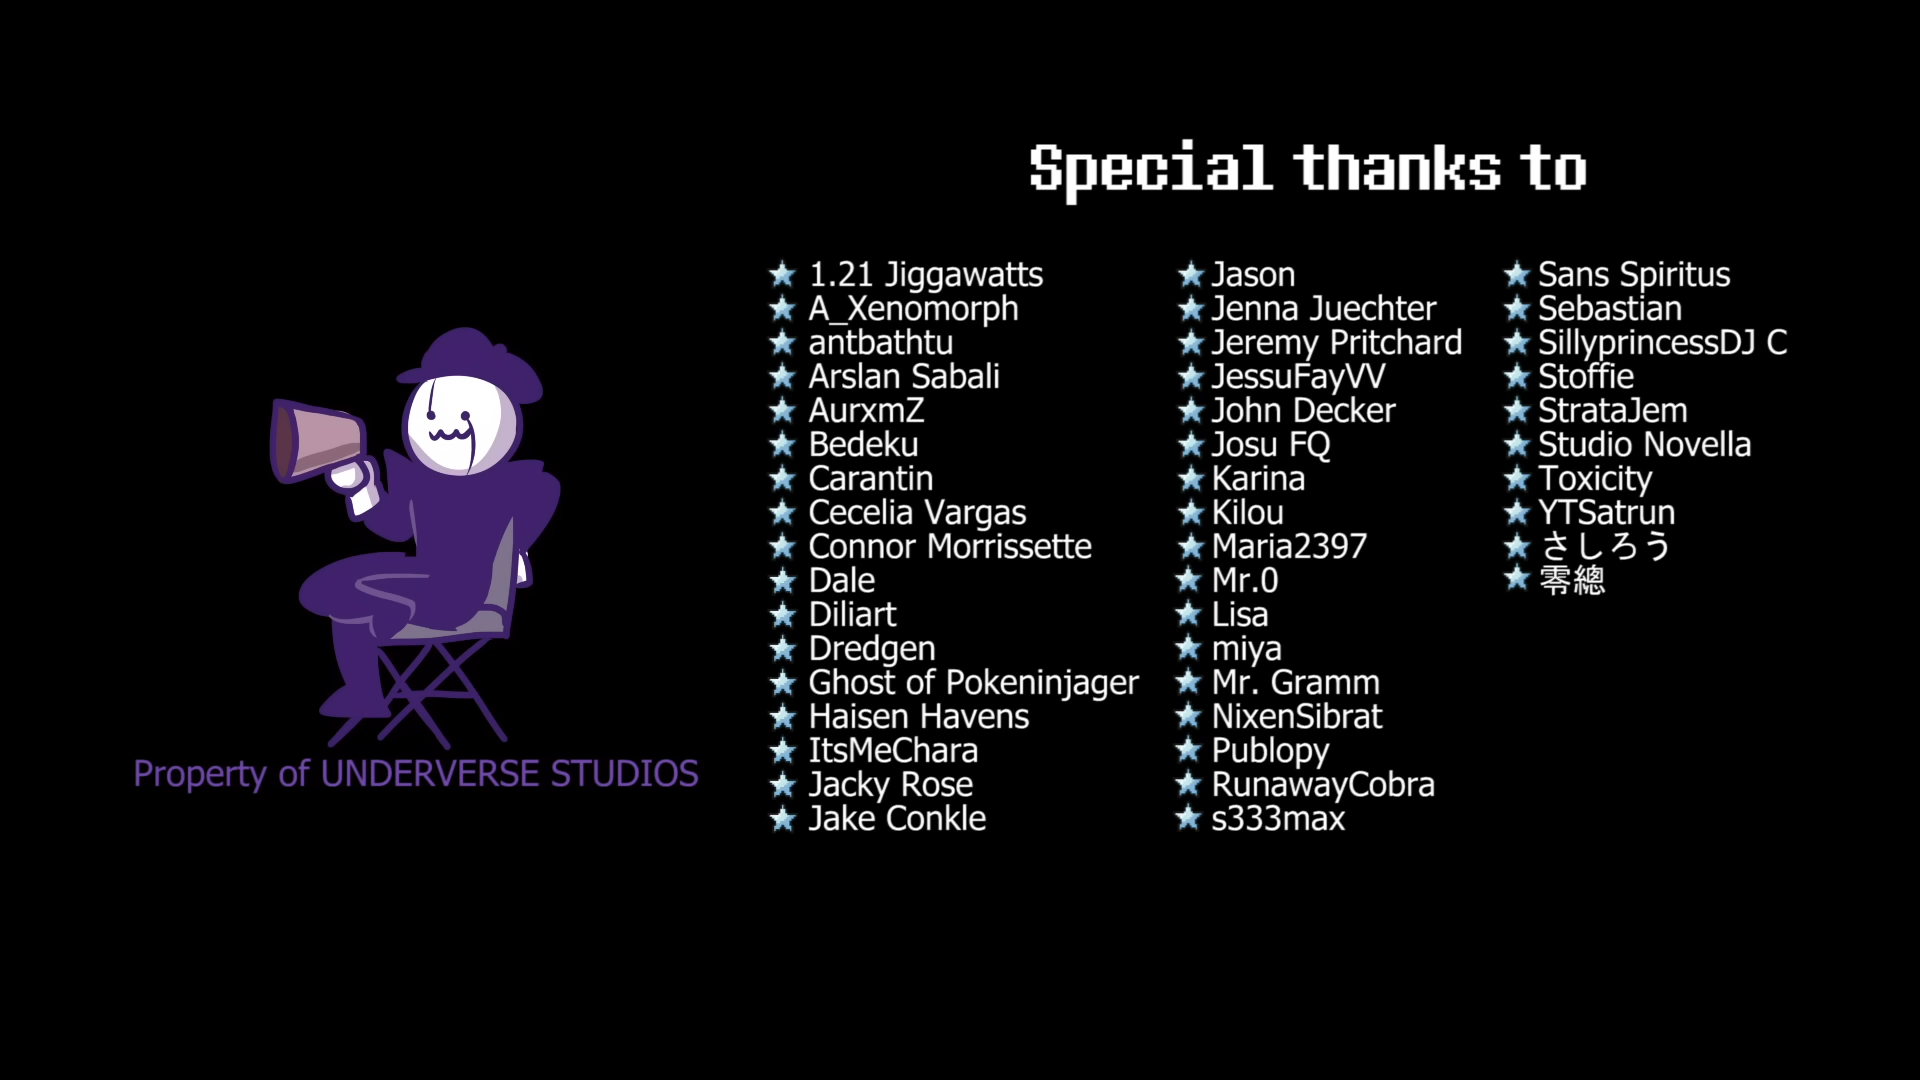 Special thanks to
1.21 Jiggawatts
A_Xenomorph
antbathtu
Arslan Sabali
AurxmZ
Bedeku
Carantin
Cecelia Vargas
Connor Morrissette
Dale
Diliart
Dredgen
Ghost of Pokeninjager
Haisen Havens
ItsMeChara
Jacky Rose
Jake Conkle
Jason
Jenna Juechter
Jeremy Pritchard
JessuFayVV
John Decker
Josu FQ
Karina
Kilou
Maria2397
Mr.0
Lisa
miya
Mr. Gramm
NixenSibrat
Publopy
RunawayCobra
s333max
Sans Spiritus
Sebastian
SillyprincessDJ C
Stoffie
StrataJem
Studio Novella
Toxicity
YTSatrun
さしろう
零總
Property of UNDERVERSE STUDIOS